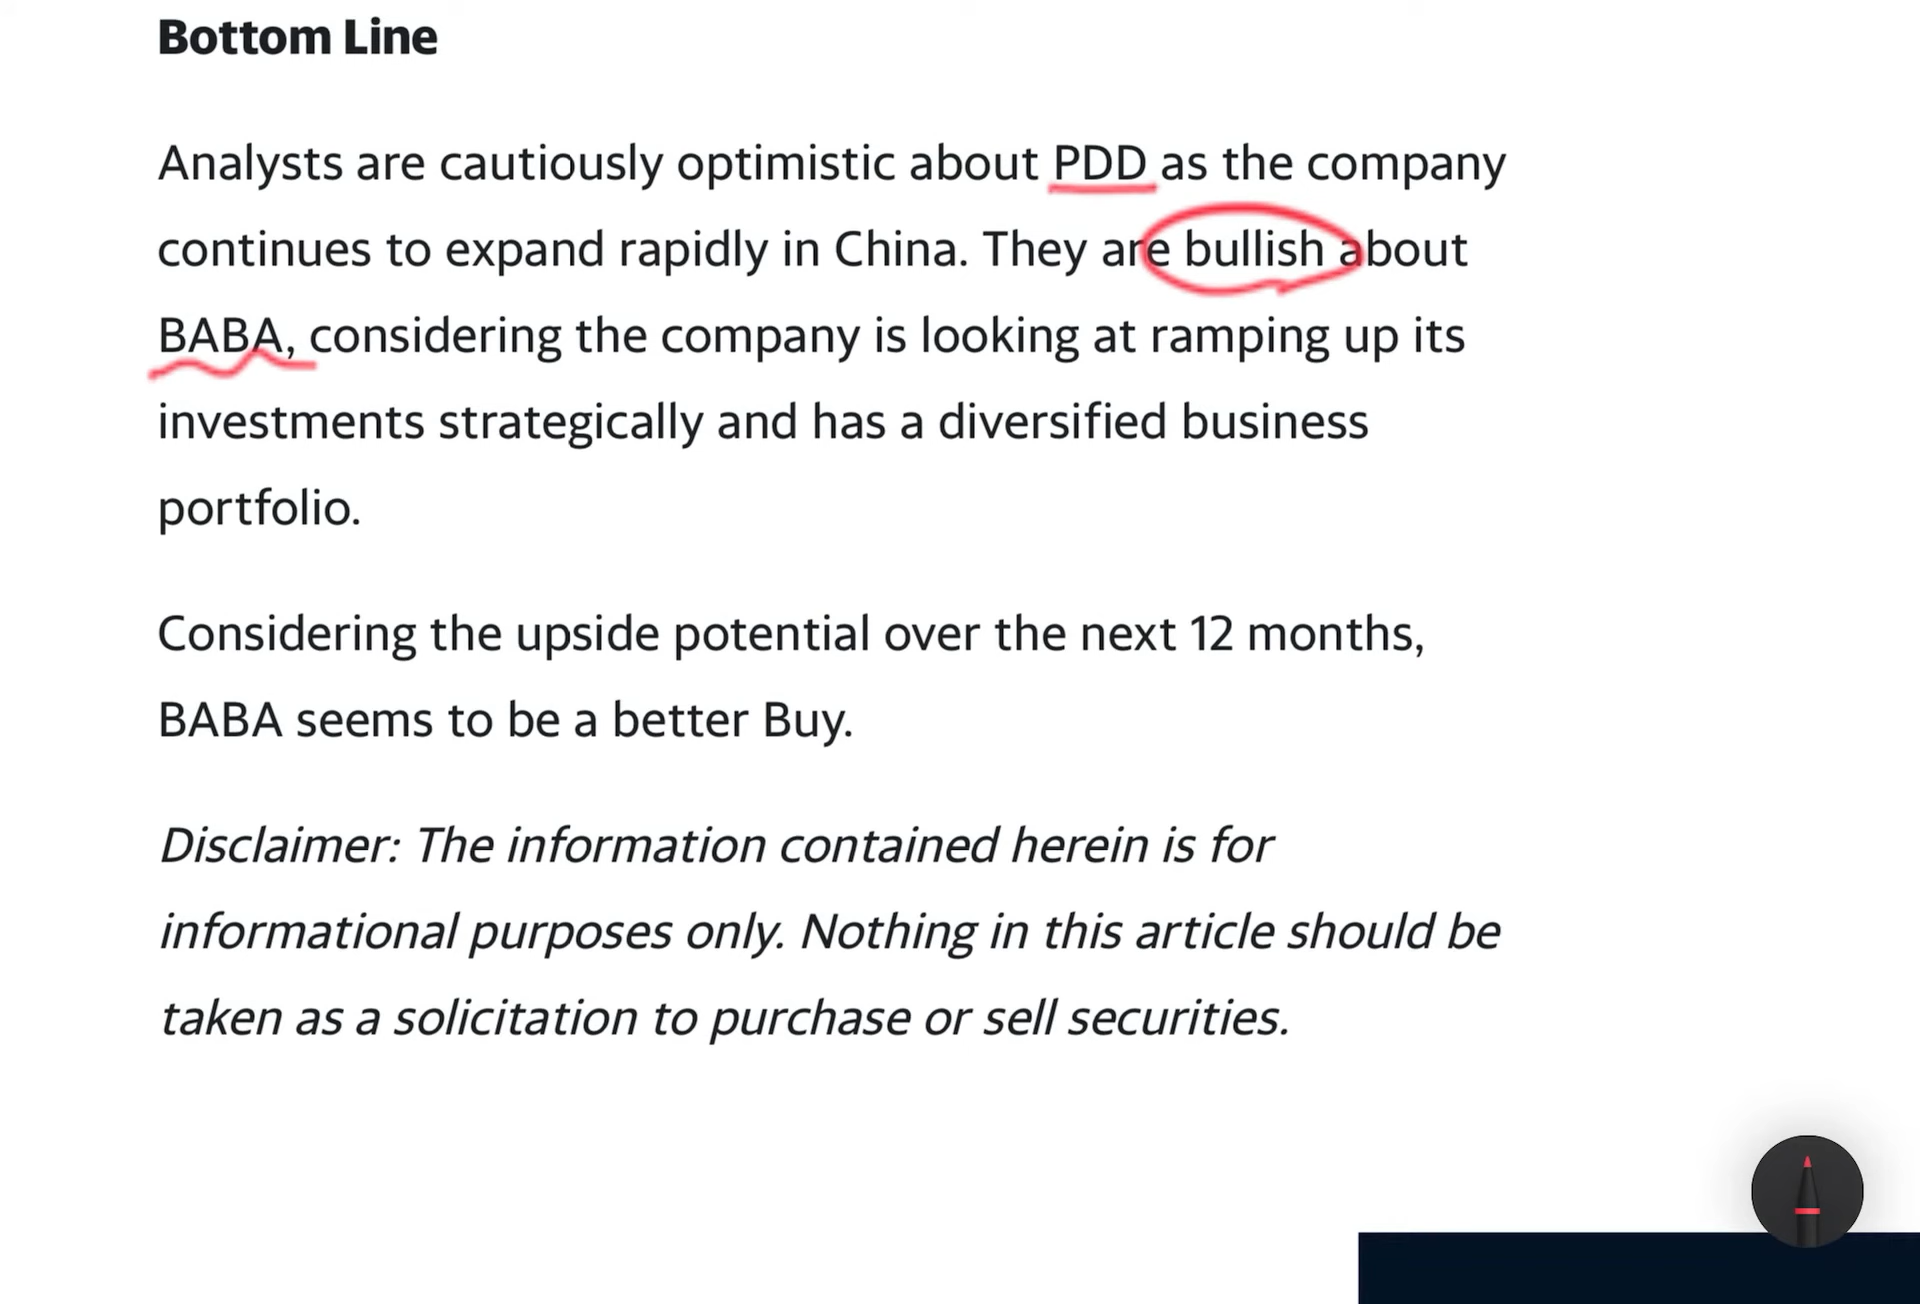 Bottom Line
Analysts are cautiously optimistic about PDD as the company
continues to expand rapidly in China. They are bullish about
BABA, considering the company is looking at ramping up its
investments strategically and has a diversified business
portfolio.
Considering the upside potential over the next 12 months,
BABA seems to be a better Buy.
Disclaimer: The information contained herein is for
informational purposes only. Nothing in this article should be
taken as a solicitation to purchase or sell securities.